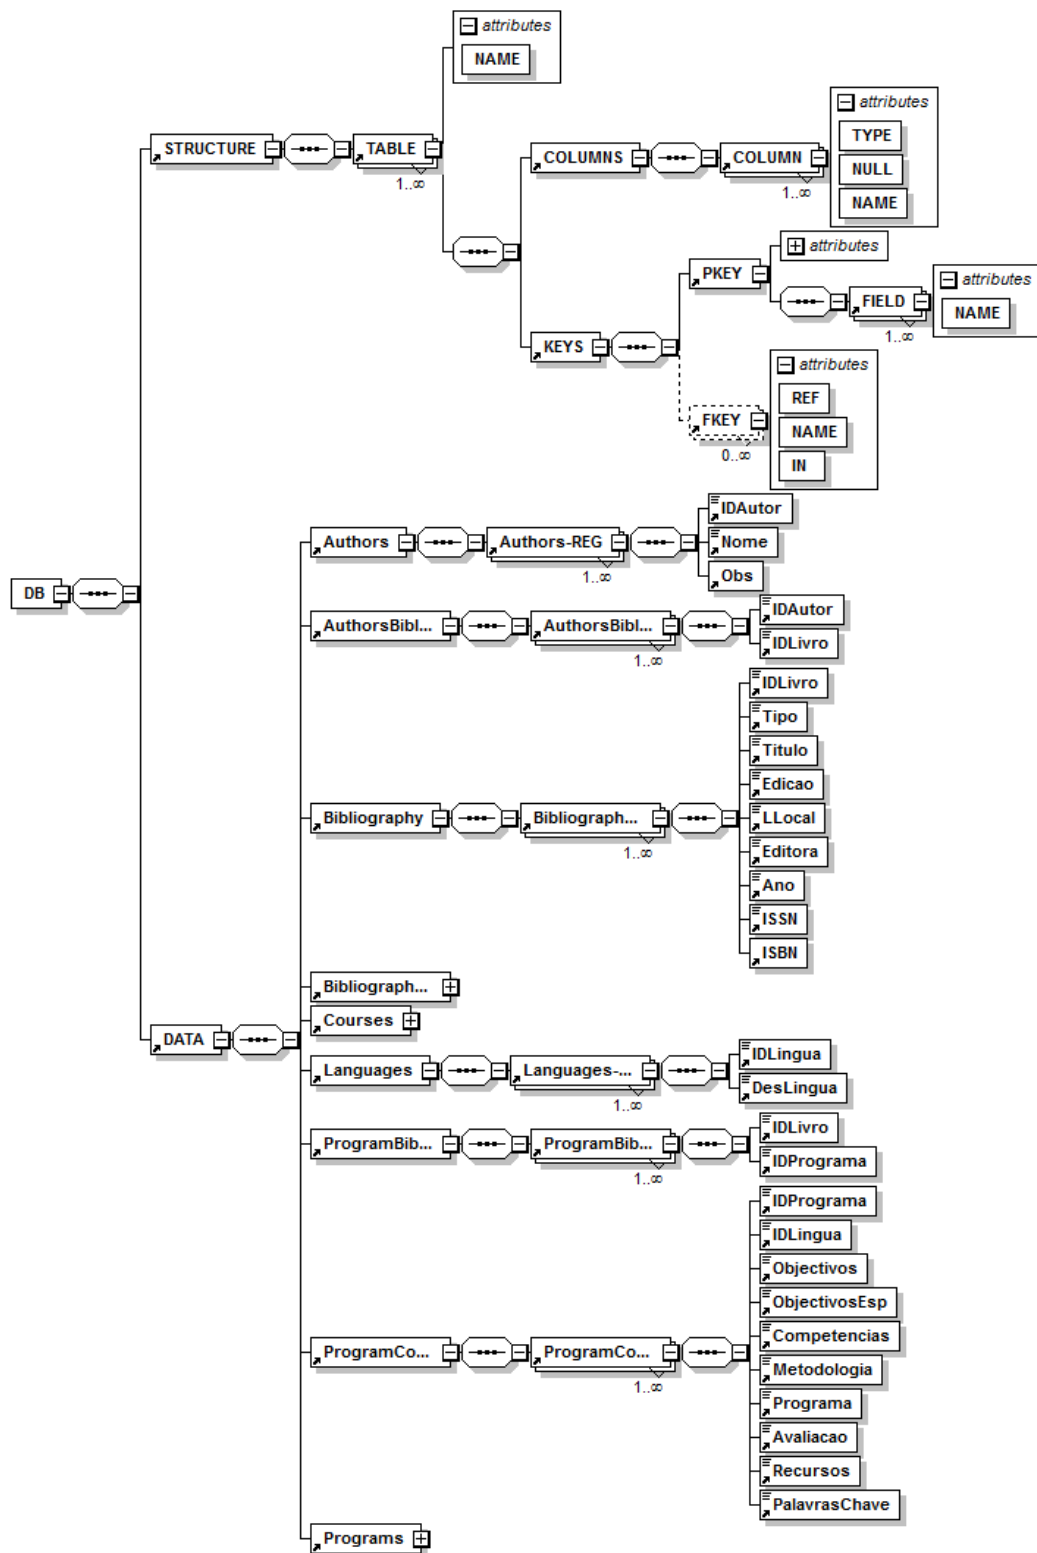 attributes
NAME
STRUCTURE
TABLE
1..∞
COLUMNS
COLUMN
1..∞
attributes
TYPE
NULL
NAME
KEYS
PKEY
attributes
FIELD
1..∞
attributes
NAME
FKEY
0..∞
attributes
REF
NAME
IN
DB
DATA
Authors
Authors-REG
1..∞
IDAutor
Nome
Obs
AuthorsBibl...
AuthorsBibl...
1..∞
IDAutor
IDLivro
Bibliography
Bibliograph...
1..∞
IDLivro
Tipo
Titulo
Edicao
LLocal
Editora
Ano
ISSN
ISBN
Bibliograph...
Courses
Languages
Languages-...
1..∞
IDLingua
DesLingua
ProgramBib...
ProgramBib...
1..∞
IDLivro
IDPrograma
ProgramCo...
ProgramCo...
1..∞
IDPrograma
IDLingua
Objectivos
ObjectivosEsp
Competencias
Metodologia
Programa
Avaliacao
Recursos
PalavrasChave
Programs